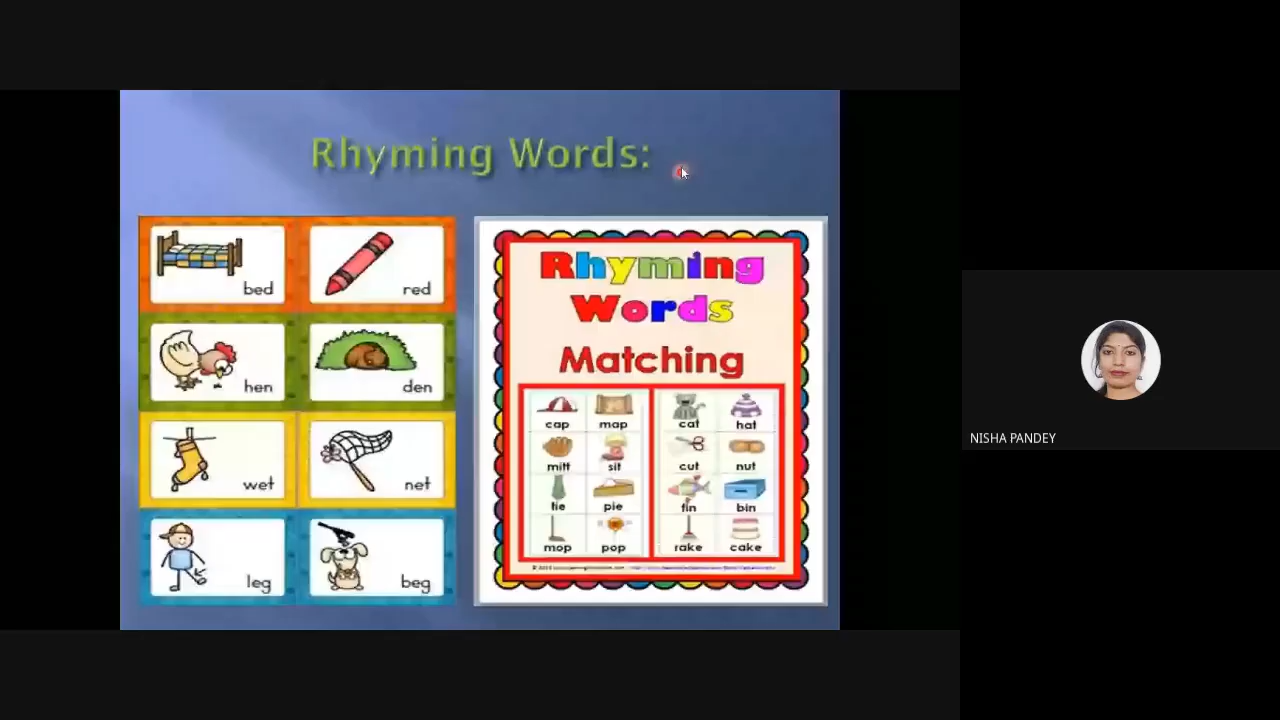 Rhyming Words:
bed red
hen den
wet net
leg beg
Rhyming
Words
Matching
cap map cat hat
mitt sit cut nut
tie pie fin bin
mop pop rake cake
NISHA PANDEY